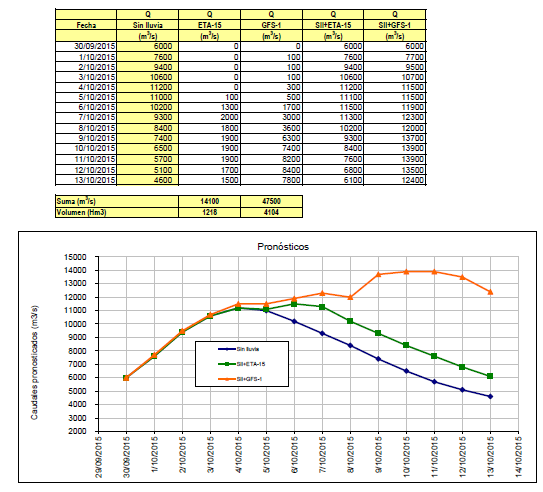 Q Q Q Q Q
Fecha Sin lluvia ETA-15 GFS-1 Sll+ETA-15 Sll+GFS-1
(m³/s) (m³/s) (m³/s) (m³/s) (m³/s)
30/09/2015 6000 0 0 6000 6000
1/10/2015 7600 0 100 7600 7700
2/10/2015 9400 0 100 9400 9500
3/10/2015 10600 0 100 10600 10700
4/10/2015 11200 0 300 11200 11500
5/10/2015 11000 100 500 11100 11500
6/10/2015 10200 1300 1700 11500 11900
7/10/2015 9300 2000 3000 11300 12300
8/10/2015 8400 1800 3600 10200 12000
9/10/2015 7400 1900 6300 9300 13700
10/10/2015 6500 1900 7400 8400 13900
11/10/2015 5700 1900 8200 7600 13900
12/10/2015 5100 1700 8400 6800 13500
13/10/2015 4600 1500 7800 6100 12400
Suma (m³/s) 14100 47500
Volumen (Hm3) 1218 4104
Pronósticos
Caudales pronosticados (m3/s)
15000
14000
13000
12000
11000
10000
9000
8000
7000
6000
5000
4000
3000
2000
Sin lluvia
Sll+ETA-15
Sll+GFS-1
29/09/2015
30/09/2015
1/10/2015
2/10/2015
3/10/2015
4/10/2015
5/10/2015
6/10/2015
7/10/2015
8/10/2015
9/10/2015
10/10/2015
11/10/2015
12/10/2015
13/10/2015
14/10/2015